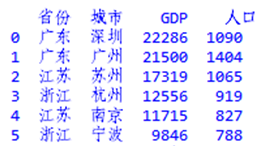 省份 城市 GDP 人口
0 广东 深圳 22286 1090
1 广东 广州 21500 1404
2 江苏 苏州 17319 1065
3 浙江 杭州 12556 919
4 江苏 南京 11715 827
5 浙江 宁波 9846 788